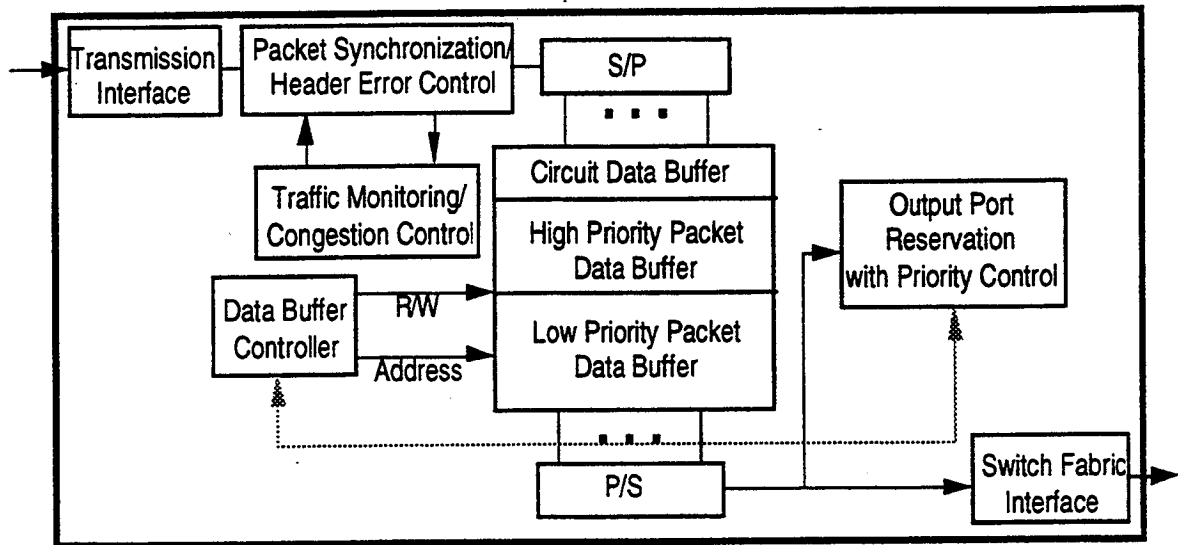 Transmission
Interface
Packet Synchronization/
Header Error Control
S/P
Traffic Monitoring/
Congestion Control
Circuit Data Buffer
High Priority Packet
Data Buffer
Low Priority Packet
Data Buffer
Output Port
Reservation
with Priority Control
Data Buffer
Controller
R/W
Address
P/S
Switch Fabric
Interface